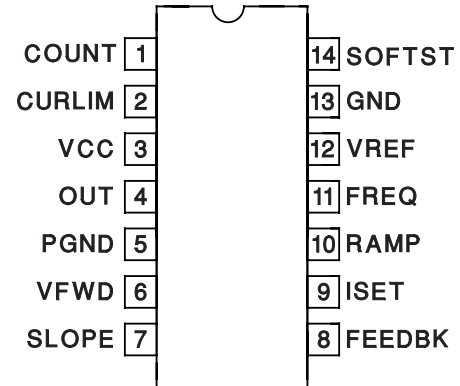 COUNT 1 14 SOFTST
CURLIM 2 13 GND
VCC 3 12 VREF
OUT 4 11 FREQ
PGND 5 10 RAMP
VFWD 6 9 ISET
SLOPE 7 8 FEEDBK